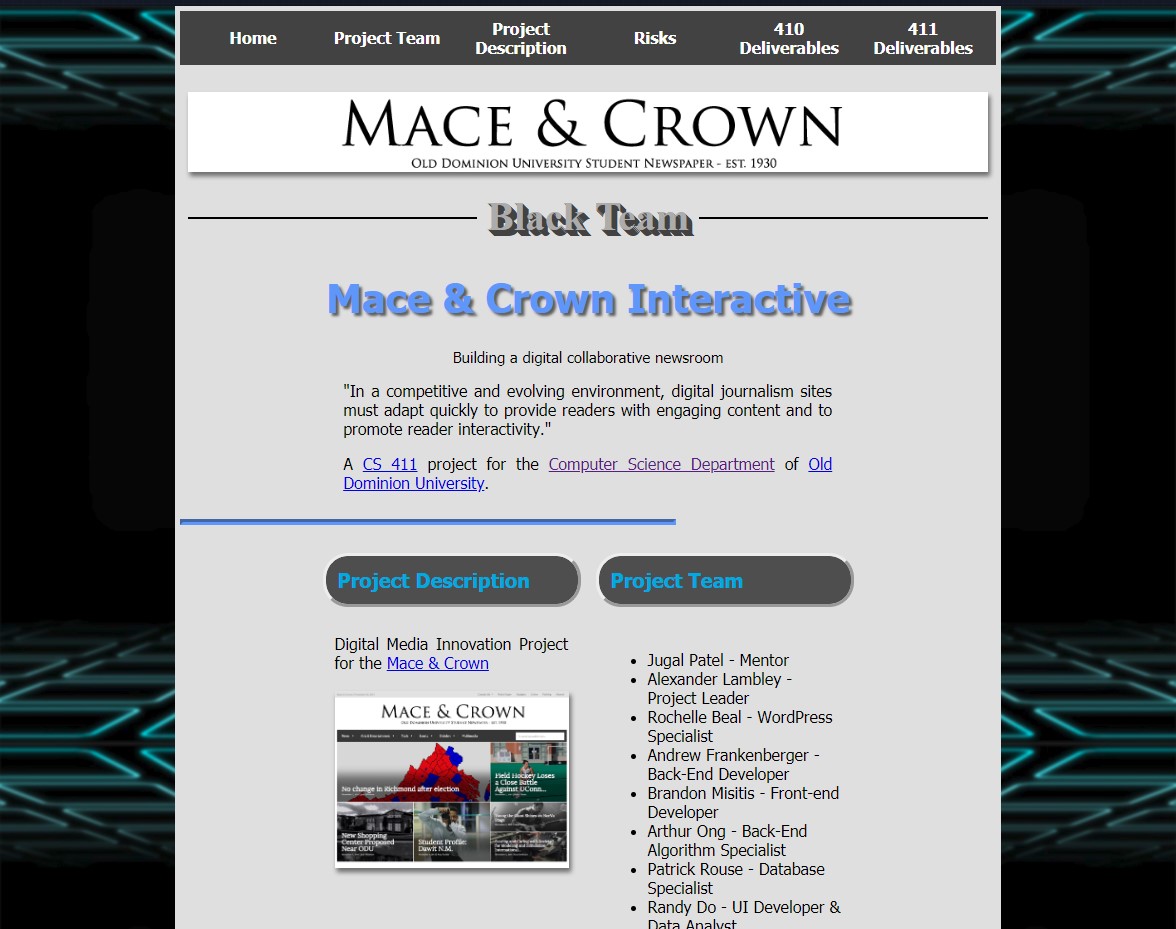 Home
Project Team
Project
Description
Risks
410
Deliverables
411
Deliverables
MACE & CROWN
OLD DOMINION UNIVERSITY STUDENT NEWSPAPER - EST. 1930
Black Team
Mace & Crown Interactive
Building a digital collaborative newsroom
"In a competitive and evolving environment, digital journalism sites
must adapt quickly to provide readers with engaging content and to
promote reader interactivity."
A CS 411 project for the Computer Science Department of Old
Dominion University.
Project Description
Digital Media Innovation Project
for the Mace & Crown
MACE & CROWN
No change in Richmond after election
Field Hockey Loses
a Close Battle
Against UConn...
New Shopping
Center Proposed
Near ODU
Student Profile:
Dawit N.M.
Project Team
Jugal Patel - Mentor
Alexander Lambley -
Project Leader
Rochelle Beal - WordPress
Specialist
Andrew Frankenberger -
Back-End Developer
Brandon Misitis - Front-end
Developer
Arthur Ong - Back-End
Algorithm Specialist
Patrick Rouse - Database
Specialist
Randy Do - UI Developer &
Data Analyst